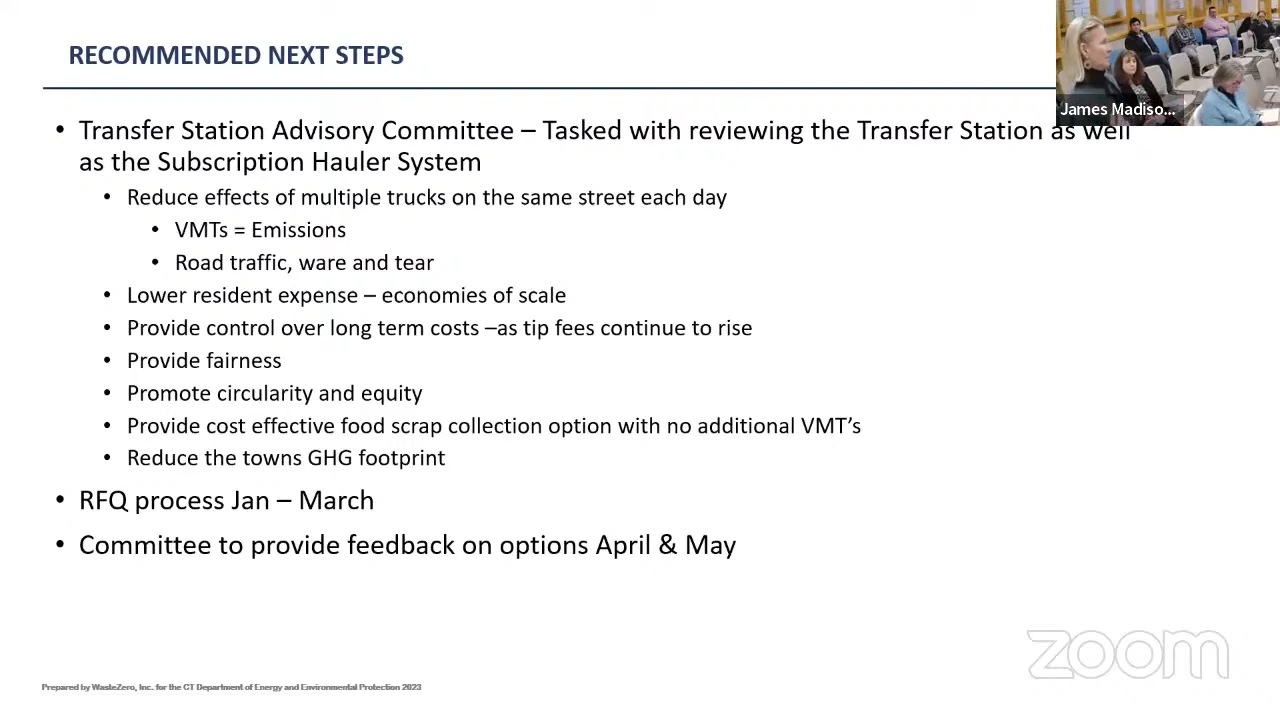 RECOMMENDED NEXT STEPS
James Madiso...
• Transfer Station Advisory Committee – Tasked with reviewing the Transfer Station as well
as the Subscription Hauler System
• Reduce effects of multiple trucks on the same street each day
• VMTs = Emissions
• Road traffic, ware and tear
• Lower resident expense – economies of scale
• Provide control over long term costs –as tip fees continue to rise
• Provide fairness
• Promote circularity and equity
• Provide cost effective food scrap collection option with no additional VMT’s
• Reduce the towns GHG footprint
• RFQ process Jan – March
• Committee to provide feedback on options April & May
zoom
Prepared by WasteZero, Inc. for the CT Department of Energy and Environmental Protection 2023